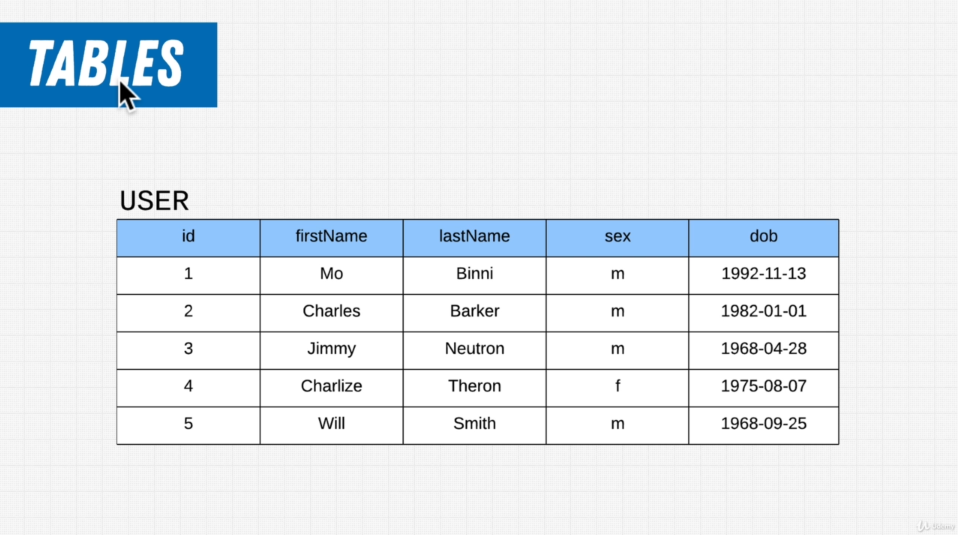 TABLES
USER
id firstName lastName sex dob
1 Mo Binni m 1992-11-13
2 Charles Barker m 1982-01-01
3 Jimmy Neutron m 1968-04-28
4 Charlize Theron f 1975-08-07
5 Will Smith m 1968-09-25
Udemy